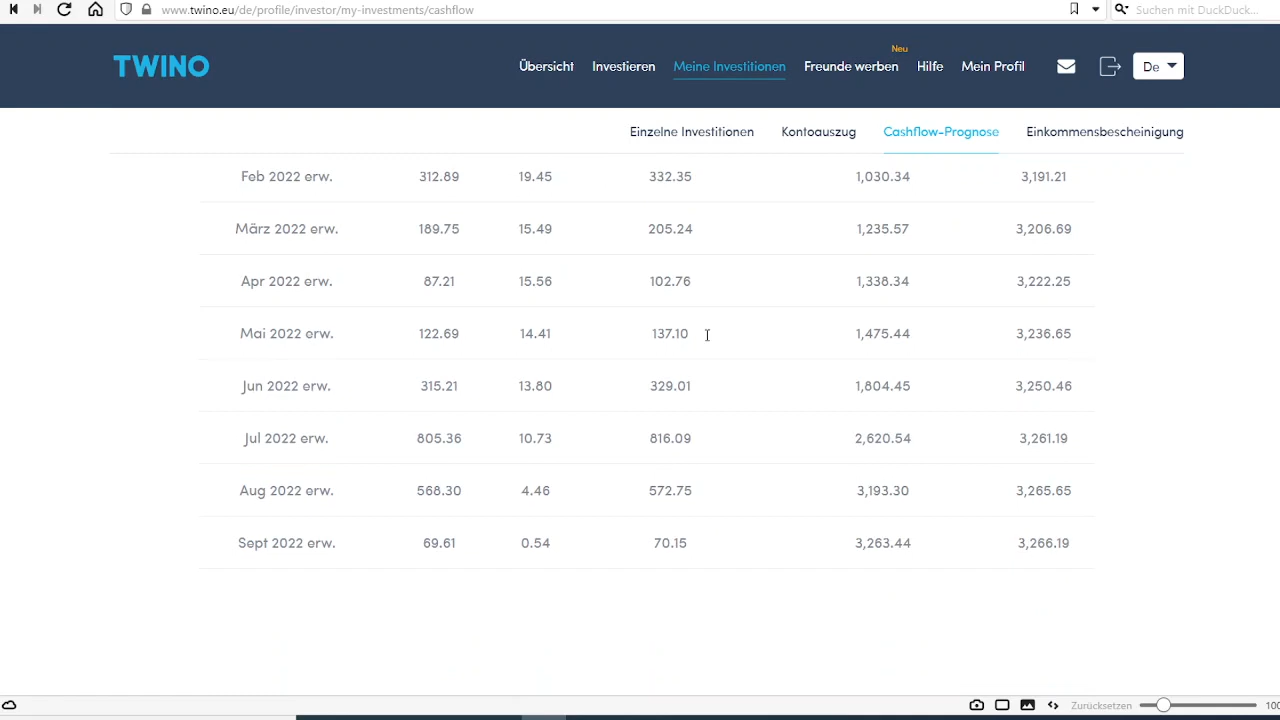 www.twino.eu/de/profile/investor/my-investments/cashflow
Suchen mit DuckDuck...
TWINO
Übersicht Investieren Meine Investitionen Neu Freunde werben Hilfe Mein Profil De
Einzelne Investitionen Kontoauszug Cashflow-Prognose Einkommensbescheinigung
Feb 2022 erw. 312.89 19.45 332.35 1,030.34 3,191.21
März 2022 erw. 189.75 15.49 205.24 1,235.57 3,206.69
Apr 2022 erw. 87.21 15.56 102.76 1,338.34 3,222.25
Mai 2022 erw. 122.69 14.41 137.10 1,475.44 3,236.65
Jun 2022 erw. 315.21 13.80 329.01 1,804.45 3,250.46
Jul 2022 erw. 805.36 10.73 816.09 2,620.54 3,261.19
Aug 2022 erw. 568.30 4.46 572.75 3,193.30 3,265.65
Sept 2022 erw. 69.61 0.54 70.15 3,263.44 3,266.19
Zurücksetzen 100